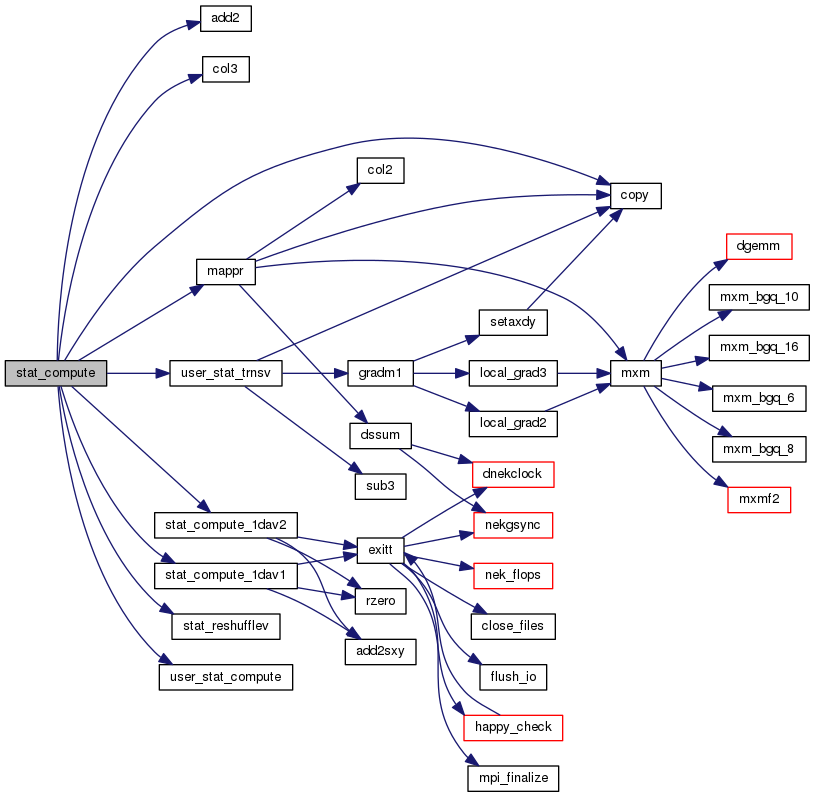 add2
col3
col2
copy
dgemm
mappr
mxm_bgq_10
setaxdy
mxm_bgq_16
stat_compute
user_stat_trnsv
gradm1
local_grad3
mxm
mxm_bgq_6
local_grad2
dssum
mxm_bgq_8
dnekclock
sub3
mxmf2
stat_compute_1dav2
nekgsync
exitt
stat_compute_1dav1
nek_flops
rzero
stat_reshufflev
close_files
add2sxy
user_stat_compute
flush_io
happy_check
mpi_finalize